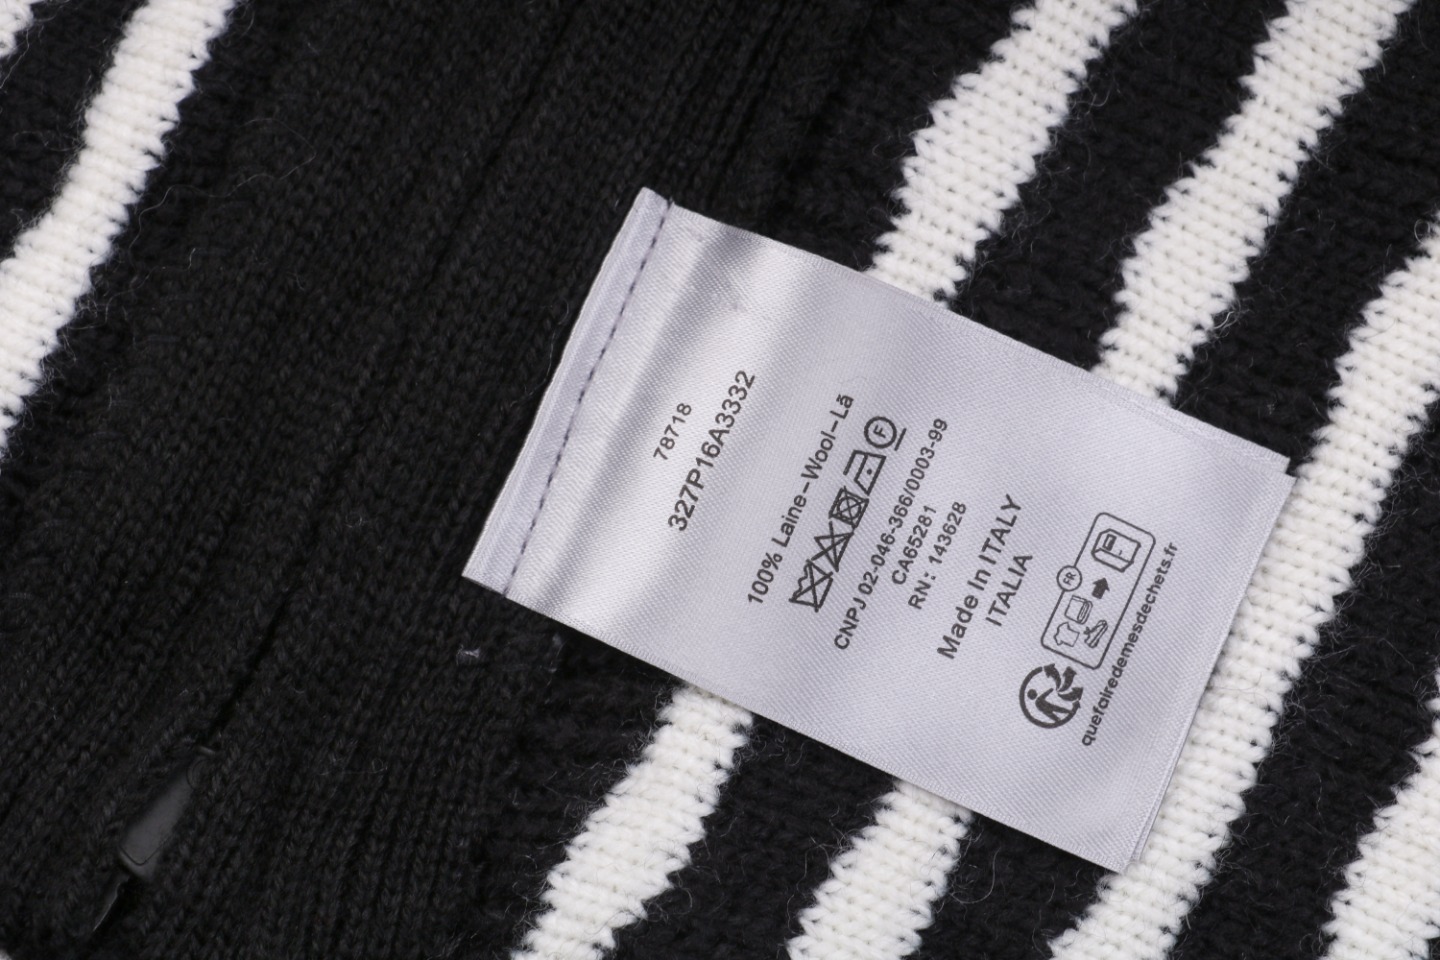 78718
327P16A3332
100% Laine-Wool-Lã
F
CNPJ 02-046-366/0003-99
CA65281
RN: 143628
Made In ITALY
ITALIA
FR
quefairedemesdechets.fr